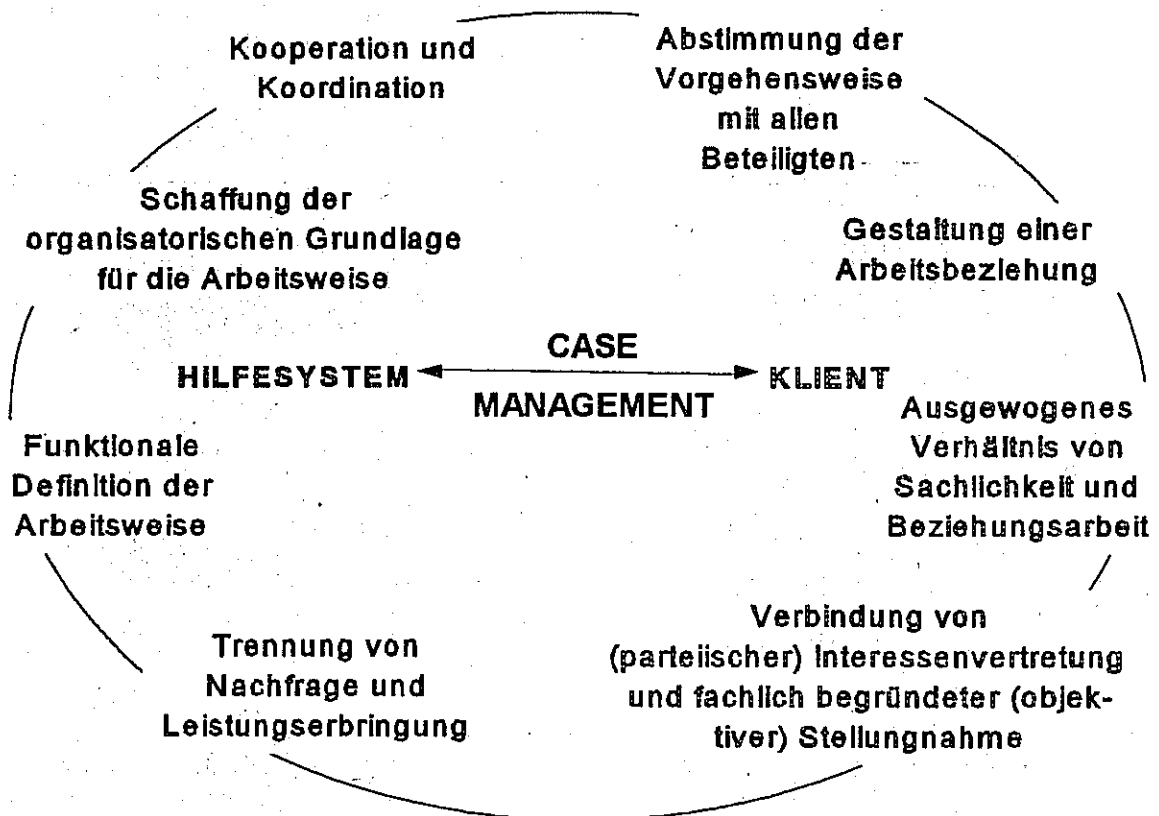 Kooperation und
Koordination
Abstimmung der
Vorgehensweise
mit allen
Beteiligten
Schaffung der
organisatorischen Grundlage
für die Arbeitsweise
Gestaltung einer
Arbeitsbeziehung
HILFESYSTEM
CASE
MANAGEMENT
KLIENT
Funktionale
Definition der
Arbeitsweise
Ausgewogenes
Verhältnis von
Sachlichkeit und
Beziehungsarbeit
Trennung von
Nachfrage und
Leistungserbringung
Verbindung von
(parteiischer) Interessenvertretung
und fachlich begründeter (objek-
tiver) Stellungnahme